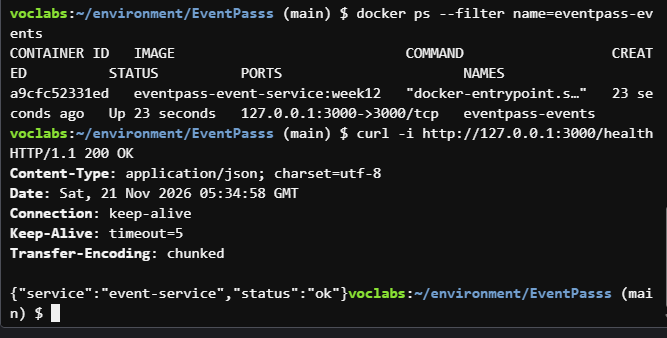 voclabs:~/environment/EventPasss (main) $ docker ps --filter name=eventpass-ev
ents
CONTAINER ID   IMAGE                          COMMAND                  CREAT
ED          STATUS          PORTS                      NAMES
a9cfc52331ed   eventpass-event-service:week12   "docker-entrypoint.s…"   23 se
conds ago   Up 23 seconds   127.0.0.1:3000->3000/tcp   eventpass-events
voclabs:~/environment/EventPasss (main) $ curl -i http://127.0.0.1:3000/health
HTTP/1.1 200 OK
Content-Type: application/json; charset=utf-8
Date: Sat, 21 Nov 2026 05:34:58 GMT
Connection: keep-alive
Keep-Alive: timeout=5
Transfer-Encoding: chunked

{"service":"event-service","status":"ok"}voclabs:~/environment/EventPasss (mai
n) $